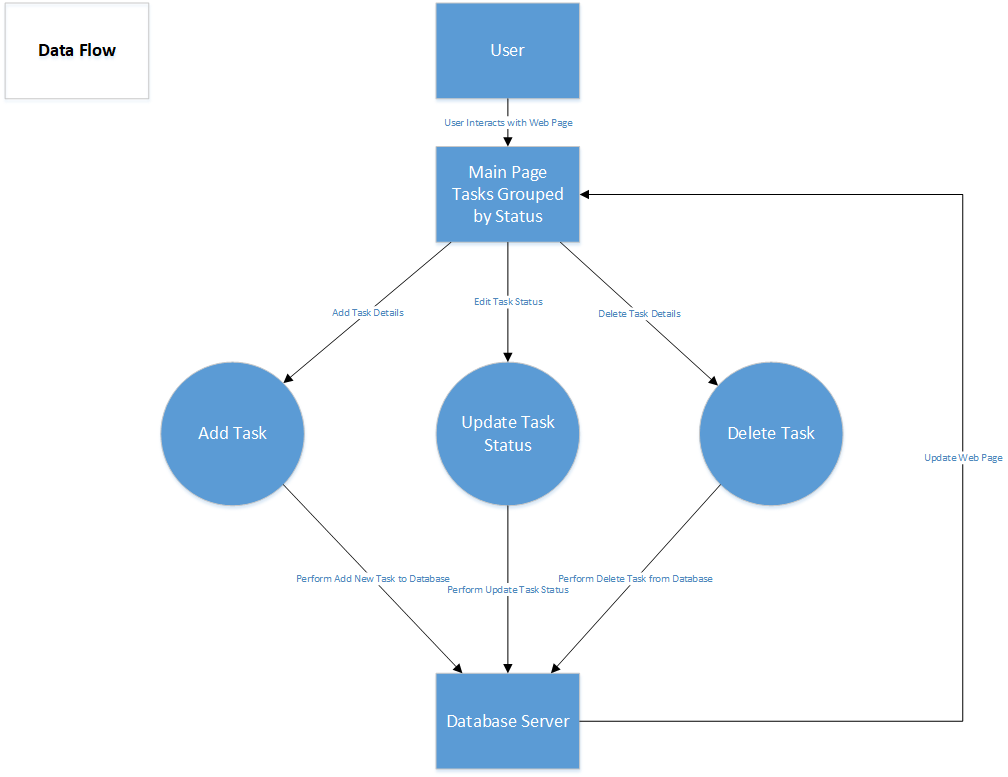 Data Flow
User
User Interacts with Web Page
Main Page
Tasks Grouped
by Status
Add Task Details
Edit Task Status
Delete Task Details
Add Task
Update Task
Status
Delete Task
Update Web Page
Perform Add New Task to Database
Perform Update Task Status
Perform Delete Task from Database
Database Server